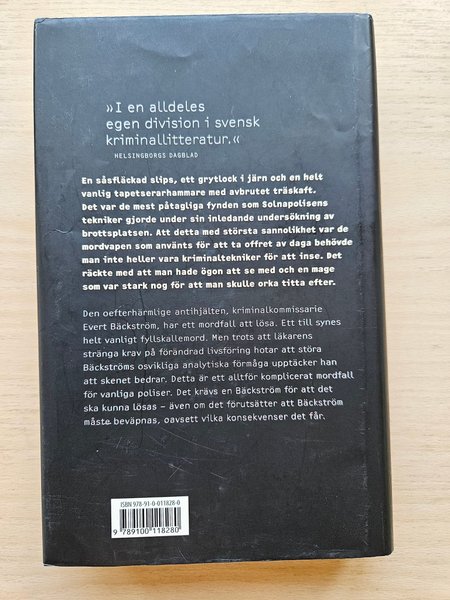 »I en alldeles
egen division i svensk
kriminallitteratur.«
HELSINGBORGS DAGBLAD
En såsfläckad slips, ett grytlock i järn och en helt
vanlig tapetserarhammare med avbrutet träskaft.
Det var de mest påtagliga fynden som Solnapolisens
tekniker gjorde under sin inledande undersökning av
brottsplatsen. Att detta med största sannolikhet var de
mordvapen som använts för att ta offret av daga behövde
man inte heller vara kriminaltekniker för att inse. Det
räckte med att man hade ögon att se med och en mage
som var stark nog för att man skulle orka titta efter.
Den oefterhärmlige antihjälten, kriminalkommissarie
Evert Bäckström, har ett mordfall att lösa. Ett till synes
helt vanligt fyllskallemord. Men trots att läkarens
stränga krav på förändrad livsföring hotar att störa
Bäckströms osvikliga analytiska förmåga upptäcker han
att skenet bedrar. Detta är ett alltför komplicerat mordfall
för vanliga poliser. Det krävs en Bäckström för att det
ska kunna lösas – även om det förutsätter att Bäckström
måste beväpnas, oavsett vilka konsekvenser det får.
ISBN 978-91-0-011828-0
9789100118280